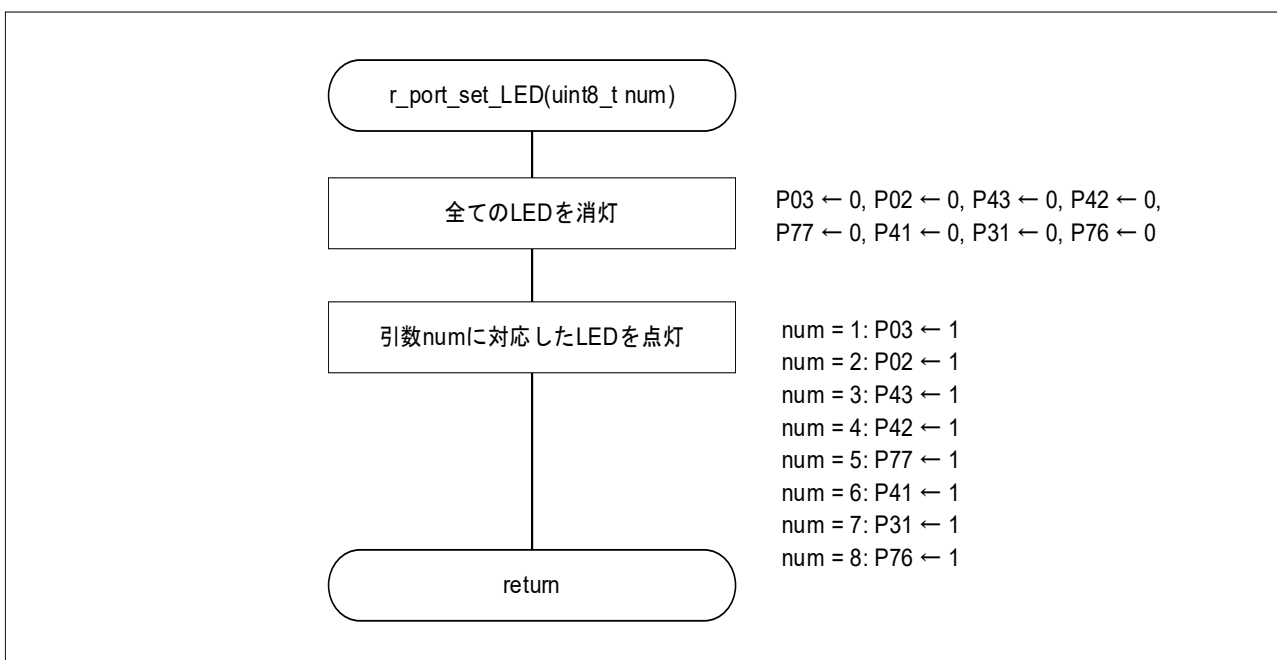 r_port_set_LED(uint8_t num)
全てのLEDを消灯
P03 ← 0, P02 ← 0, P43 ← 0, P42 ← 0,
P77 ← 0, P41 ← 0, P31 ← 0, P76 ← 0
引数numに対応したLEDを点灯
num = 1: P03 ← 1
num = 2: P02 ← 1
num = 3: P43 ← 1
num = 4: P42 ← 1
num = 5: P77 ← 1
num = 6: P41 ← 1
num = 7: P31 ← 1
num = 8: P76 ← 1
return